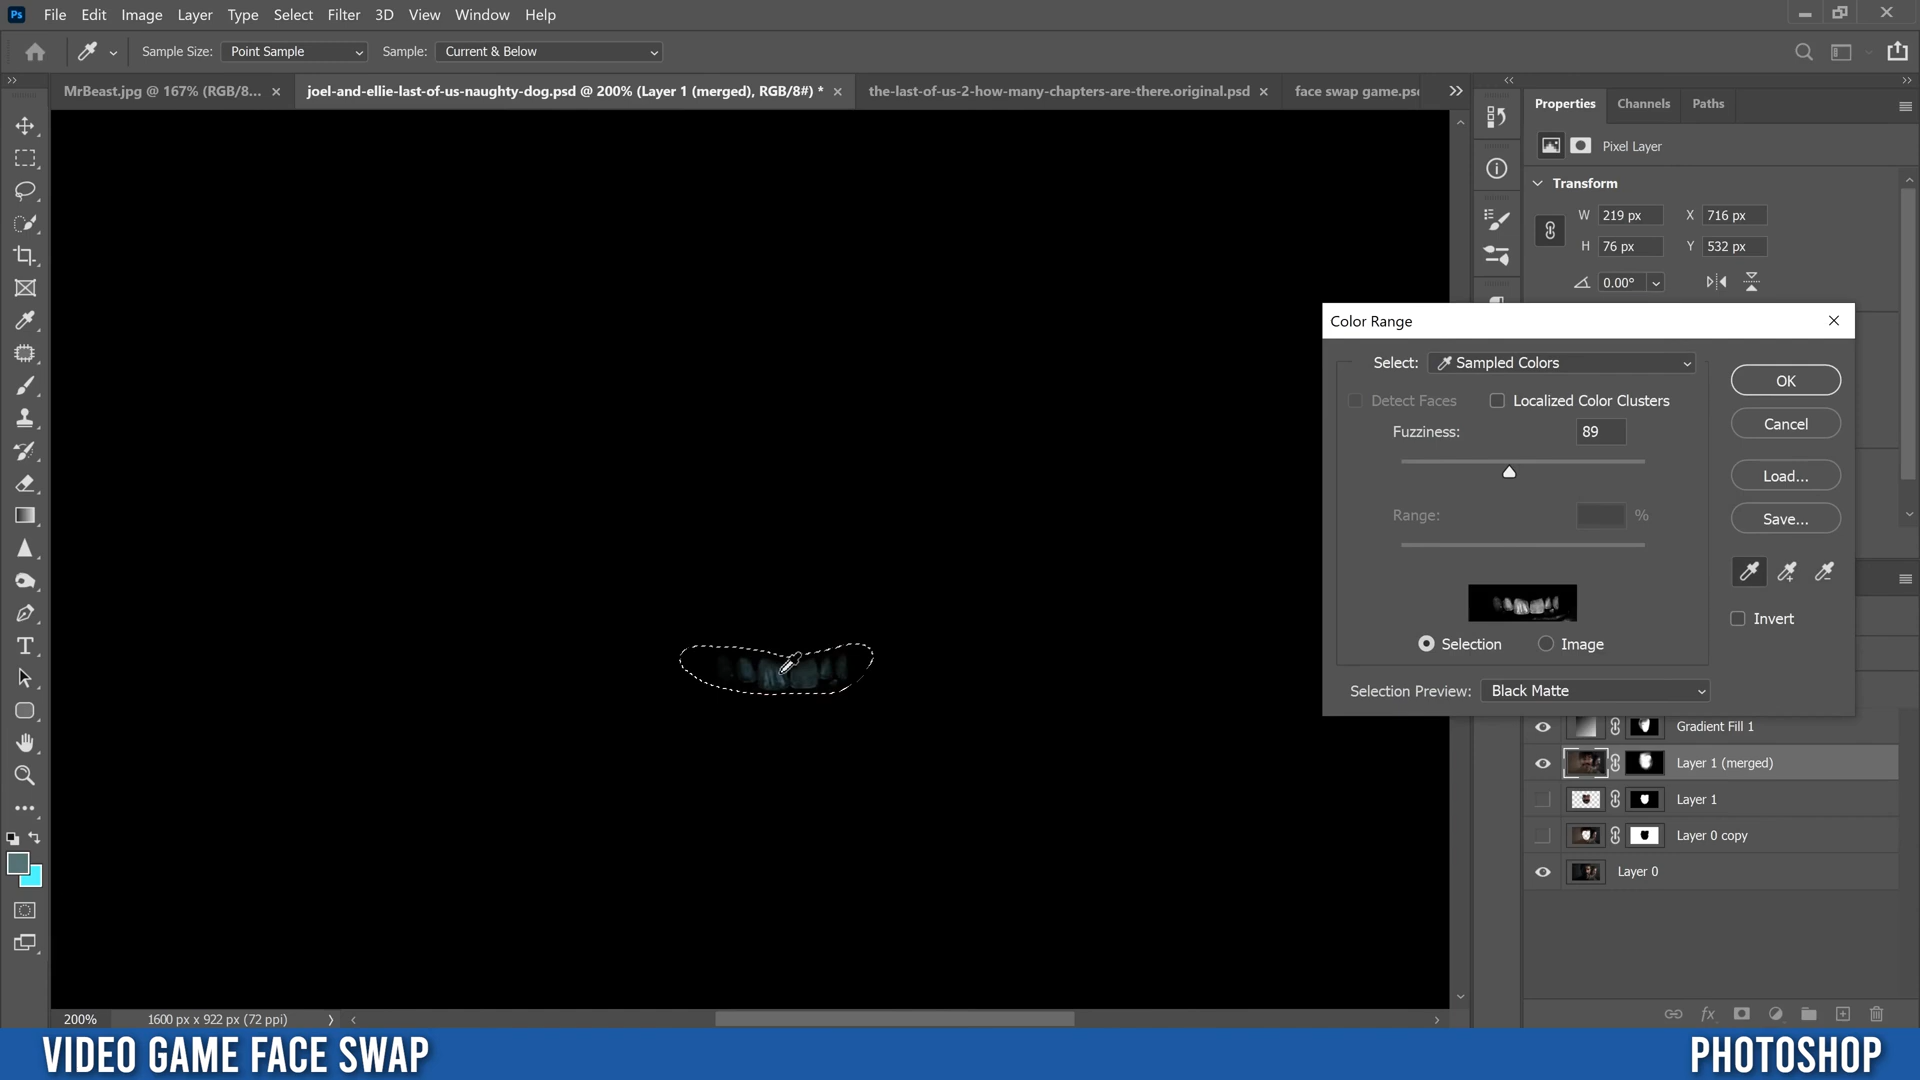 Ps File Edit Image Layer Type Select Filter 3D View Window Help
Sample Size: Point Sample Sample: Current & Below
MrBeast.jpg @ 167% (RGB/8... × joel-and-ellie-last-of-us-naughty-dog.psd @ 200% (Layer 1 (merged), RGB/8#) * × the-last-of-us-2-how-many-chapters-are-there.original.psd × face swap game.psd
Properties Channels Paths
Pixel Layer
Transform
W 219 px X 716 px
H 76 px Y 532 px
0.00°
Color Range
Select: Sampled Colors
OK
Detect Faces Localized Color Clusters
Fuzziness: 89
Cancel
Load...
Range: %
Save...
Invert
Selection Image
Selection Preview: Black Matte
Gradient Fill 1
Layer 1 (merged)
Layer 1
Layer 0 copy
Layer 0
200% 1600 px x 922 px (72 ppi)
VIDEO GAME FACE SWAP PHOTOSHOP